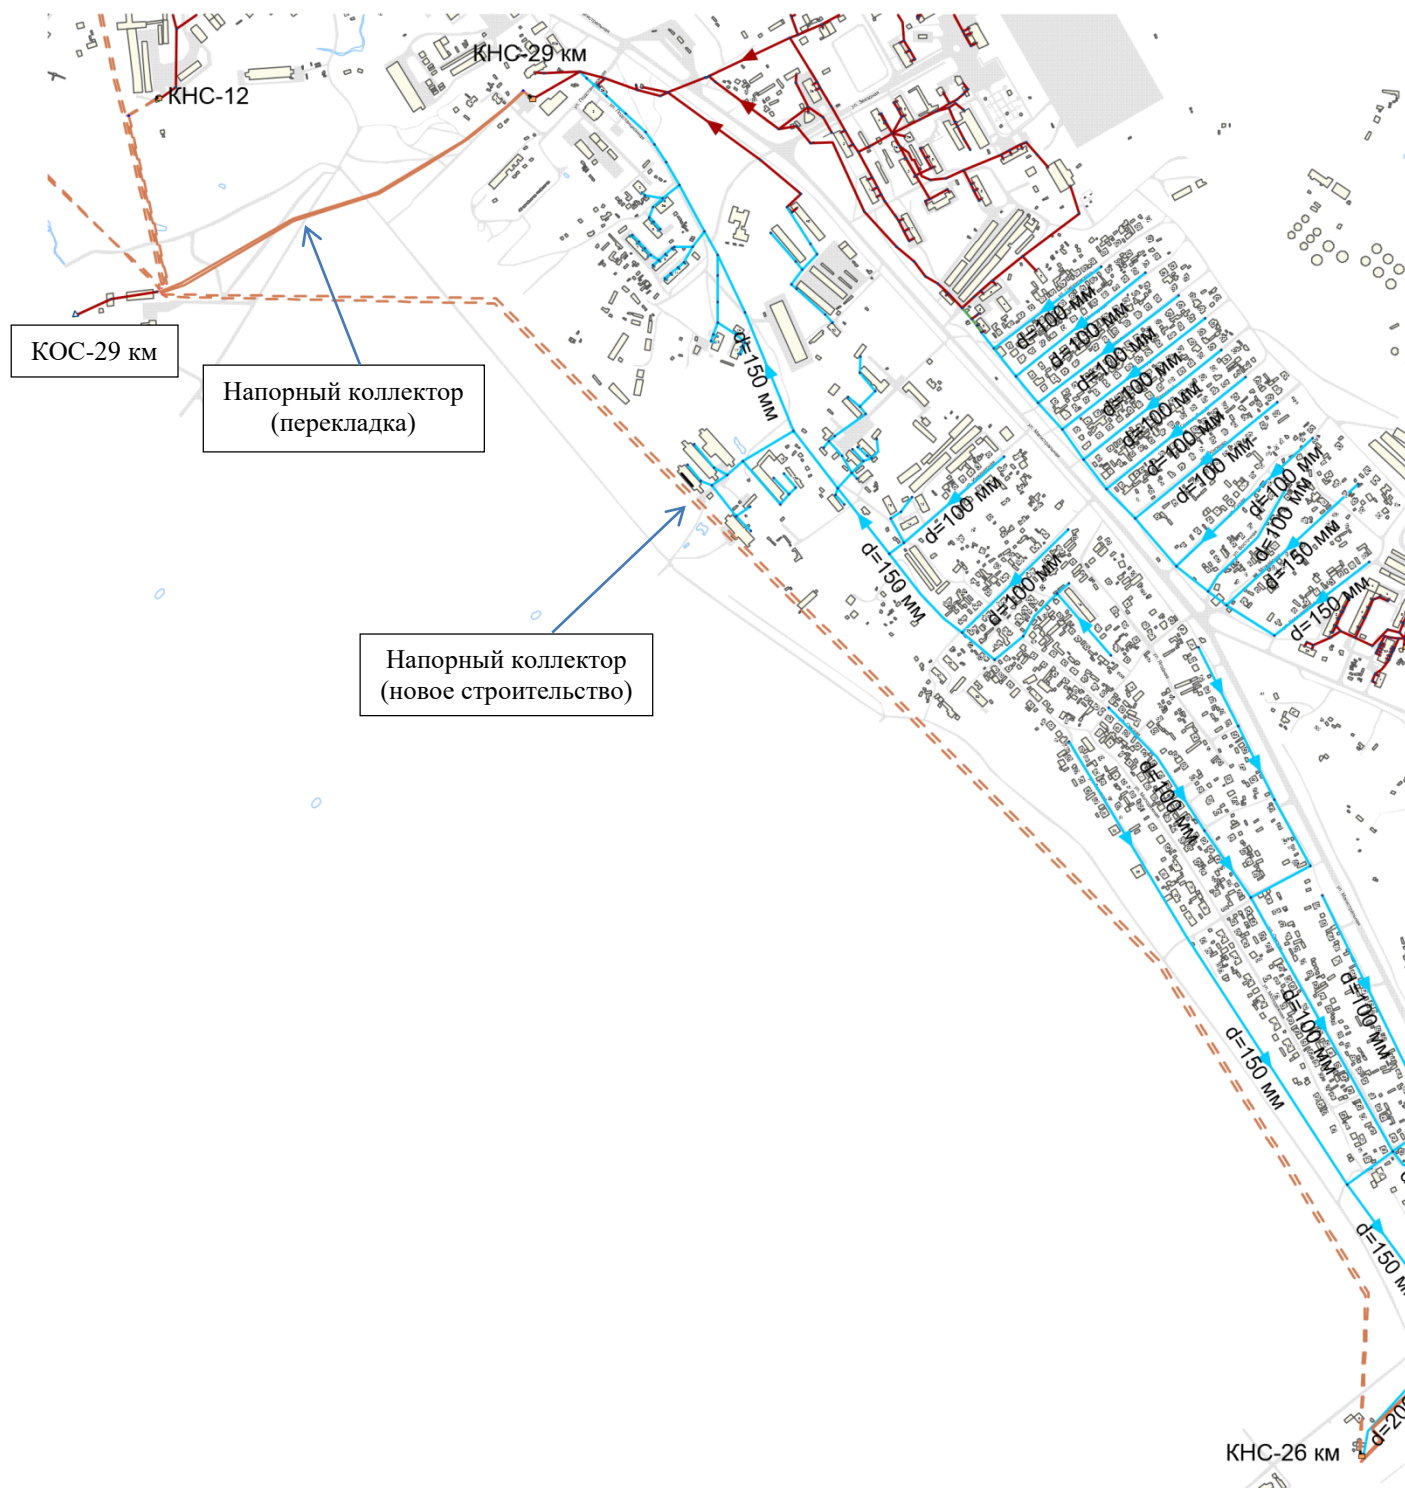 КНС-29 км
КНС-12
КОС-29 км
Напорный коллектор
(перекладка)
d=100 мм
d=100 мм
d=100 мм
d=100 мм
d=100 мм
d=100 мм
d=100 мм
d=150 мм
d=100 мм
d=100 мм
d=100 мм
d=150 мм
d=150 мм
d=100 мм
d=150 мм
Напорный коллектор
(новое строительство)
d=100 мм
d=100 мм
d=100 мм
d=150 мм
d=150 м
КНС-26 км
d=20